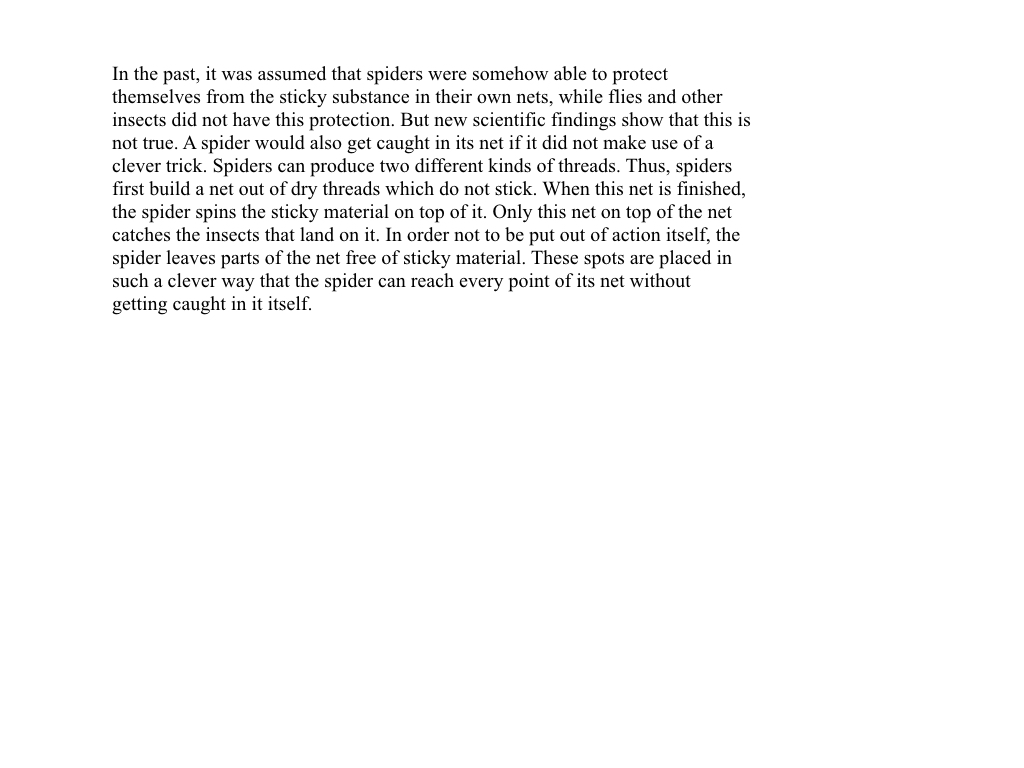 In the past, it was assumed that spiders were somehow able to protect
themselves from the sticky substance in their own nets, while flies and other
insects did not have this protection. But new scientific findings show that this is
not true. A spider would also get caught in its net if it did not make use of a
clever trick. Spiders can produce two different kinds of threads. Thus, spiders
first build a net out of dry threads which do not stick. When this net is finished,
the spider spins the sticky material on top of it. Only this net on top of the net
catches the insects that land on it. In order not to be put out of action itself, the
spider leaves parts of the net free of sticky material. These spots are placed in
such a clever way that the spider can reach every point of its net without
getting caught in it itself.